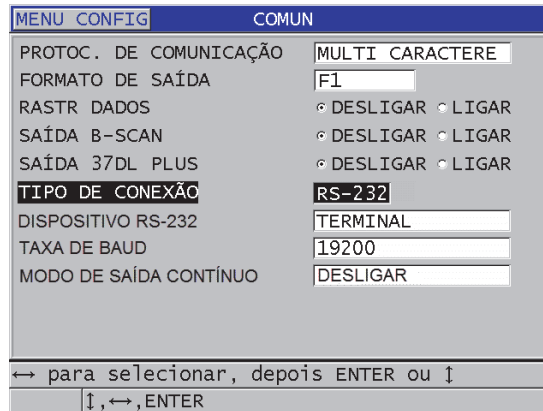 MENU CONFIG COMUN
PROTOC. DE COMUNICAÇÃO MULTI CARACTERE
FORMATO DE SAÍDA F1
RASTR DADOS DESLIGAR LIGAR
SAÍDA B-SCAN DESLIGAR LIGAR
SAÍDA 37DL PLUS DESLIGAR LIGAR
TIPO DE CONEXÃO RS-232
DISPOSITIVO RS-232 TERMINAL
TAXA DE BAUD 19200
MODO DE SAÍDA CONTÍNUO DESLIGAR
↔ para selecionar, depois ENTER ou ↕
↕,↔,ENTER